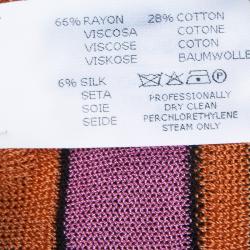 66% RAYON 28% COTTON
VISCOSA COTONE
VISCOSE COTON
VISKOSE BAUMWOLLE
6% SILK
SETA PROFESSIONALLY
SOIE DRY CLEAN
SEIDE PERCHLORETHYLENE
STEAM ONLY